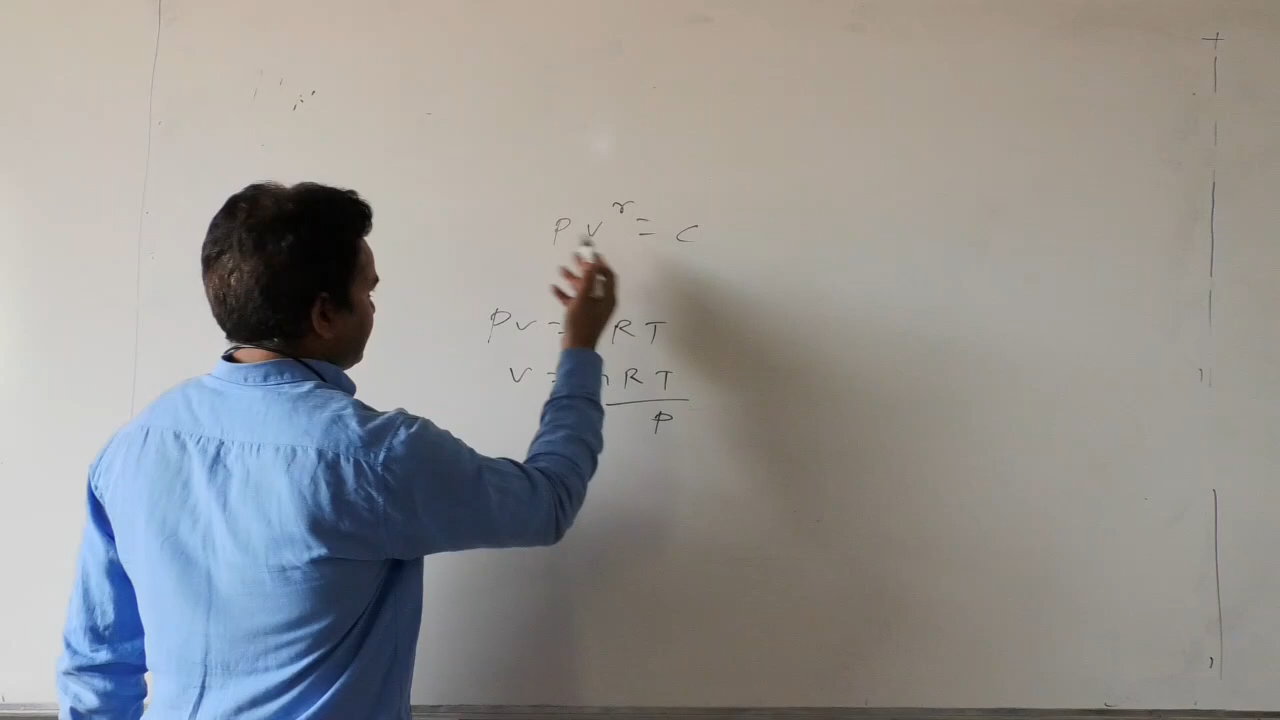 PV^γ = C
PV = RT
V = RT
P